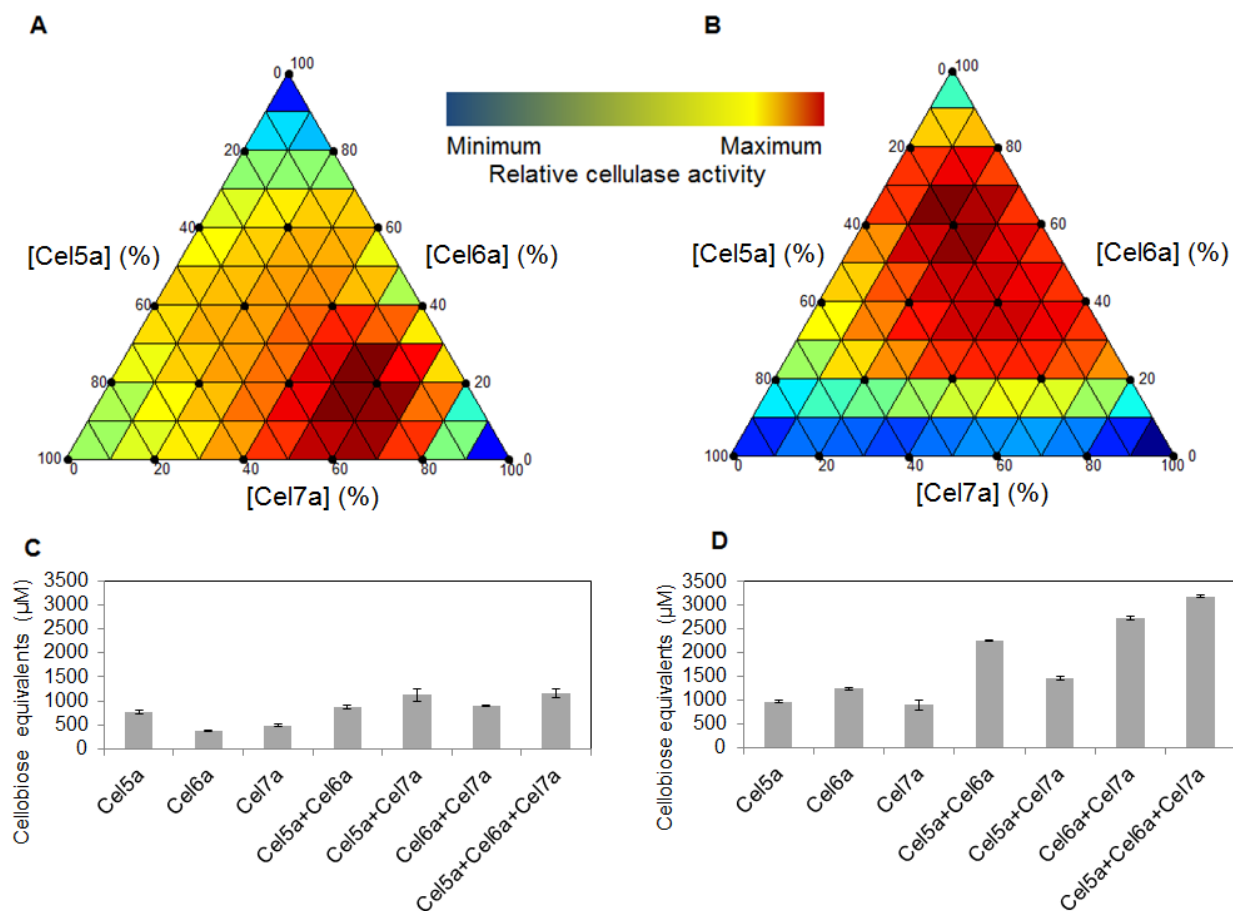 A
B
0 100
0 100
Minimum Maximum
Relative cellulase activity
20 80
20 80
40 60
40 60
[Cel5a] (%) [Cel6a] (%)
[Cel5a] (%) [Cel6a] (%)
60 40
60 40
80 20
80 20
100 0
100 0
0 20 40 60 80 100
0 20 40 60 80 100
[Cel7a] (%)
[Cel7a] (%)
C
Cellobiose equivalents (µM)
3500
3000
2500
2000
1500
1000
500
0
Cel5a
Cel6a
Cel7a
Cel5a+Cel6a
Cel5a+Cel7a
Cel6a+Cel7a
Cel5a+Cel6a+Cel7a
D
Cellobiose equivalents (µM)
3500
3000
2500
2000
1500
1000
500
0
Cel5a
Cel6a
Cel7a
Cel5a+Cel6a
Cel5a+Cel7a
Cel6a+Cel7a
Cel5a+Cel6a+Cel7a